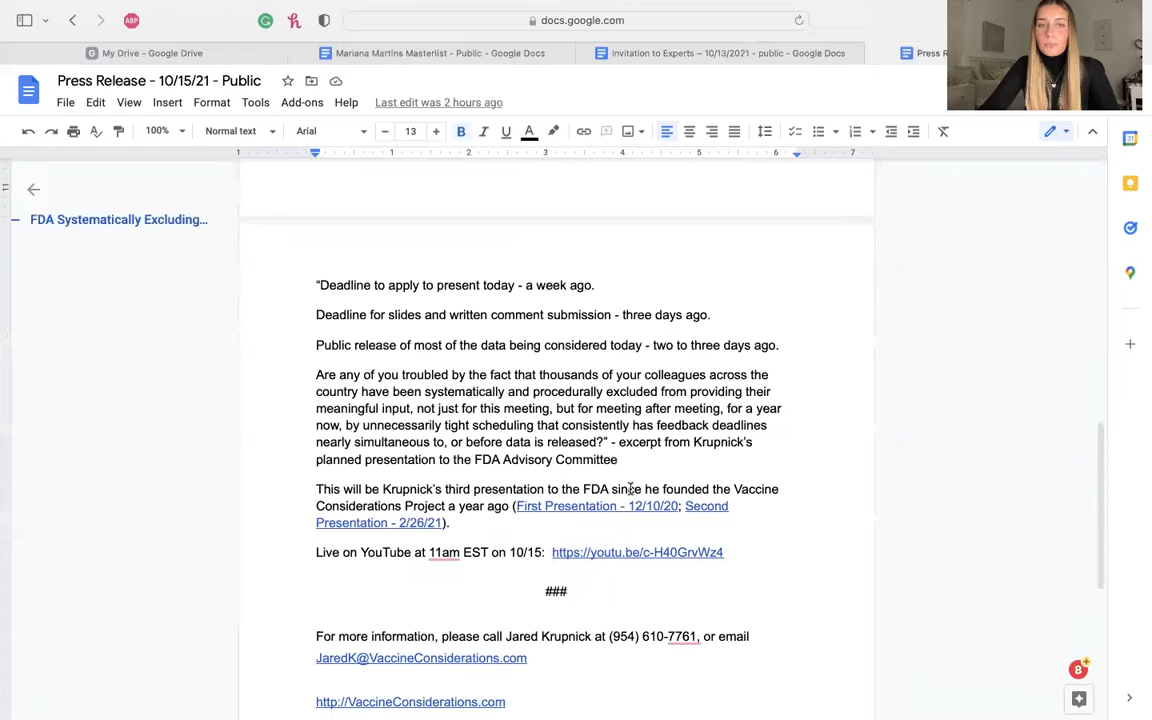 docs.google.com
My Drive - Google Drive
Mariana Martins Masterlist - Public - Google Docs
Invitation to Experts ~ 10/13/2021 - public - Google Docs
Press R
Press Release - 10/15/21 - Public
File Edit View Insert Format Tools Add-ons Help Last edit was 2 hours ago
100% Normal text Arial 13
1 1 2 3 4 5 6 7
FDA Systematically Excluding...
“Deadline to apply to present today - a week ago.
Deadline for slides and written comment submission - three days ago.
Public release of most of the data being considered today - two to three days ago.
Are any of you troubled by the fact that thousands of your colleagues across the
country have been systematically and procedurally excluded from providing their
meaningful input, not just for this meeting, but for meeting after meeting, for a year
now, by unnecessarily tight scheduling that consistently has feedback deadlines
nearly simultaneous to, or before data is released?” - excerpt from Krupnick’s
planned presentation to the FDA Advisory Committee
This will be Krupnick’s third presentation to the FDA since he founded the Vaccine
Considerations Project a year ago (First Presentation - 12/10/20; Second
Presentation - 2/26/21).
Live on YouTube at 11am EST on 10/15: https://youtu.be/c-H40GrvWz4
###
For more information, please call Jared Krupnick at (954) 610-7761, or email
JaredK@VaccineConsiderations.com
http://VaccineConsiderations.com
8